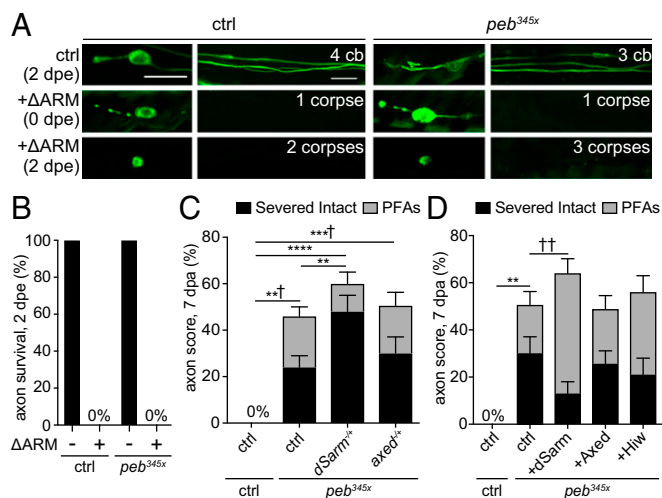 A
ctrl
peb345x
ctrl
(2 dpe)
4 cb
3 cb
+ΔARM
(0 dpe)
1 corpse
1 corpse
+ΔARM
(2 dpe)
2 corpses
3 corpses
B
axon survival, 2 dpe (%)
100
80
60
40
20
0
0%
0%
ΔARM - + - +
ctrl peb345x
C
Severed Intact PFAs
axon score, 7 dpa (%)
80
60
40
20
0
***†
****
**
**†
0%
ctrl ctrl dSarm-/+ axed-/+
ctrl peb345x
D
Severed Intact PFAs
axon score, 7 dpa (%)
80
60
40
20
0
††
**
0%
ctrl ctrl +dSarm +Axed +Hiw
ctrl peb345x